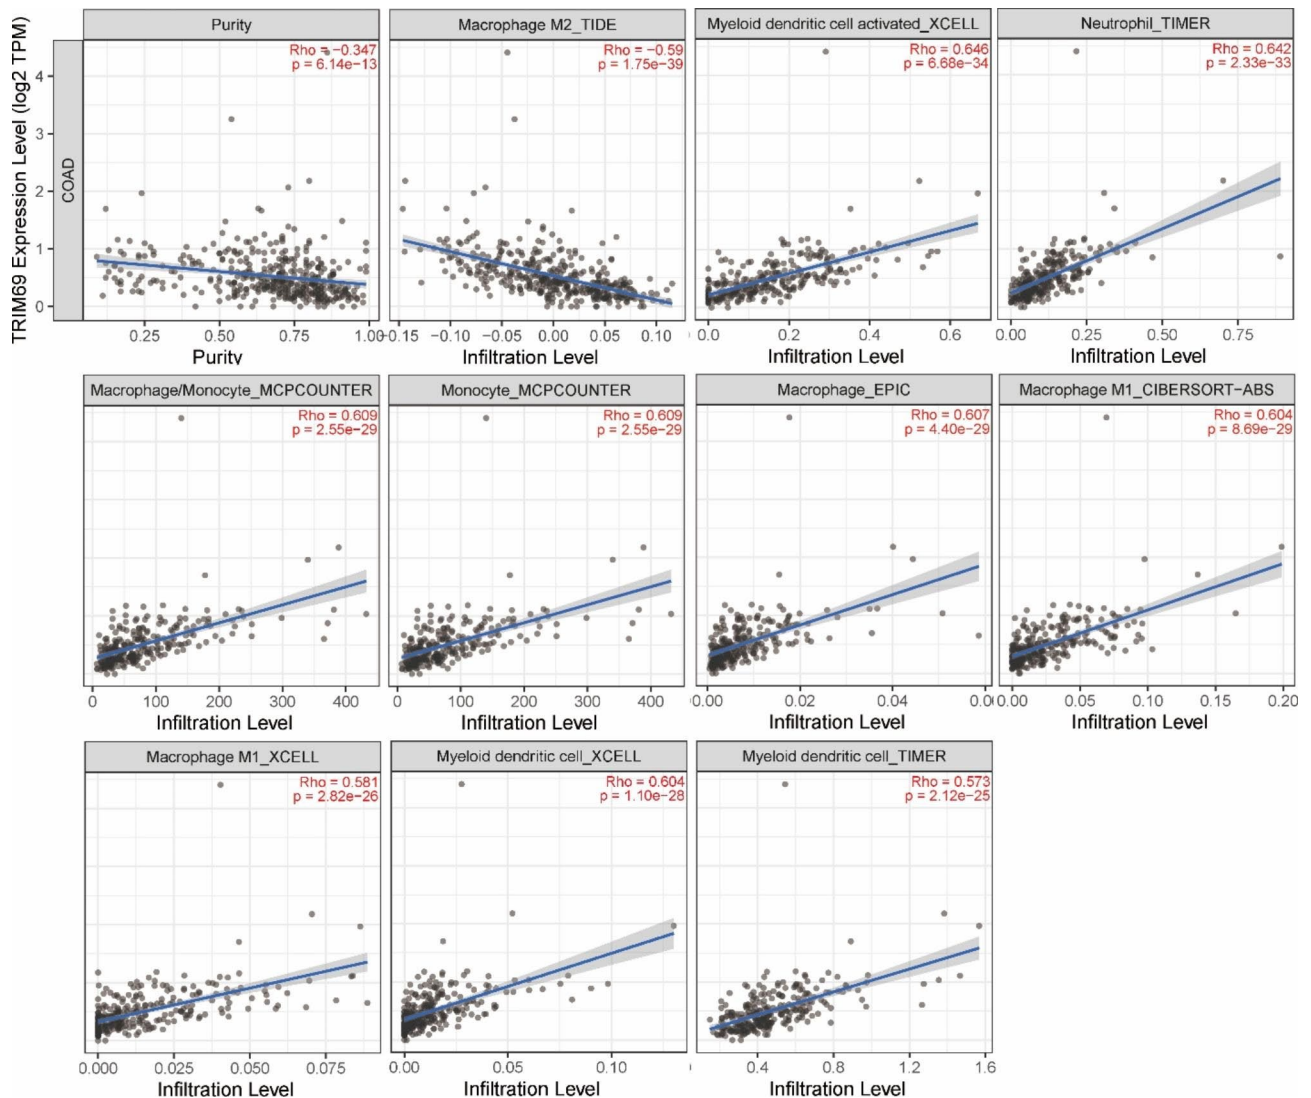 Purity
Macrophage M2_TIDE
Myeloid dendritic cell activated_XCELL
Neutrophil_TIMER
TRIM69 Expression Level (log2 TPM)
COAD
Rho = −0.347
p = 6.14e−13
Rho = −0.59
p = 1.75e−39
Rho = 0.646
p = 6.68e−34
Rho = 0.642
p = 2.33e−33
4
3
2
1
0
0.25 0.50 0.75 1.00
−0.15 −0.10 −0.05 0.00 0.05 0.10
0.0 0.2 0.4 0.6
0.00 0.25 0.50 0.75
Purity
Infiltration Level
Infiltration Level
Infiltration Level
Macrophage/Monocyte_MCPCOUNTER
Monocyte_MCPCOUNTER
Macrophage_EPIC
Macrophage M1_CIBERSORT−ABS
Rho = 0.609
p = 2.55e−29
Rho = 0.609
p = 2.55e−29
Rho = 0.607
p = 4.40e−29
Rho = 0.604
p = 8.69e−29
0 100 200 300 400
0 100 200 300 400
0.00 0.02 0.04 0.0
0.00 0.05 0.10 0.15 0.20
Infiltration Level
Infiltration Level
Infiltration Level
Infiltration Level
Macrophage M1_XCELL
Myeloid dendritic cell_XCELL
Myeloid dendritic cell_TIMER
Rho = 0.581
p = 2.82e−26
Rho = 0.604
p = 1.10e−28
Rho = 0.573
p = 2.12e−25
0.000 0.025 0.050 0.075
0.00 0.05 0.10
0.4 0.8 1.2 1.6
Infiltration Level
Infiltration Level
Infiltration Level